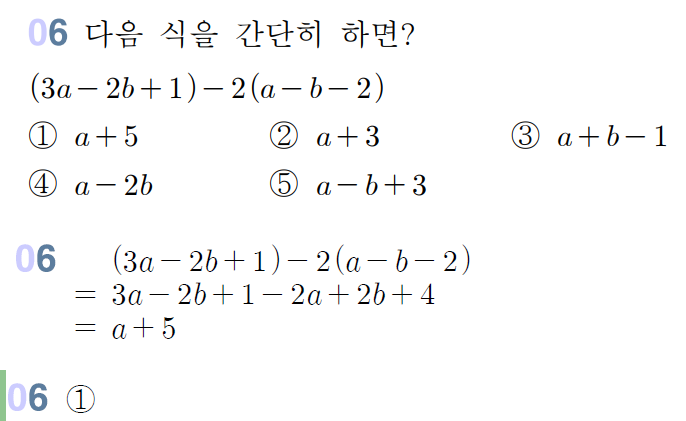 06 다음 식을 간단히 하면?
(3a－2b＋1)－2(a－b－2)
① a＋5 ② a＋3 ③ a＋b－1
④ a－2b ⑤ a－b＋3
06 (3a－2b＋1)－2(a－b－2)
＝ 3a－2b＋1－2a＋2b＋4
＝ a＋5
06 ①